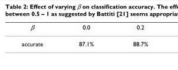 Table 2: Effect of varying β on classification accuracy. The eff
between 0.5 – 1 as suggested by Battiti [21] seems appropria
β 0.0 0.2
accurate 87.1% 88.7%